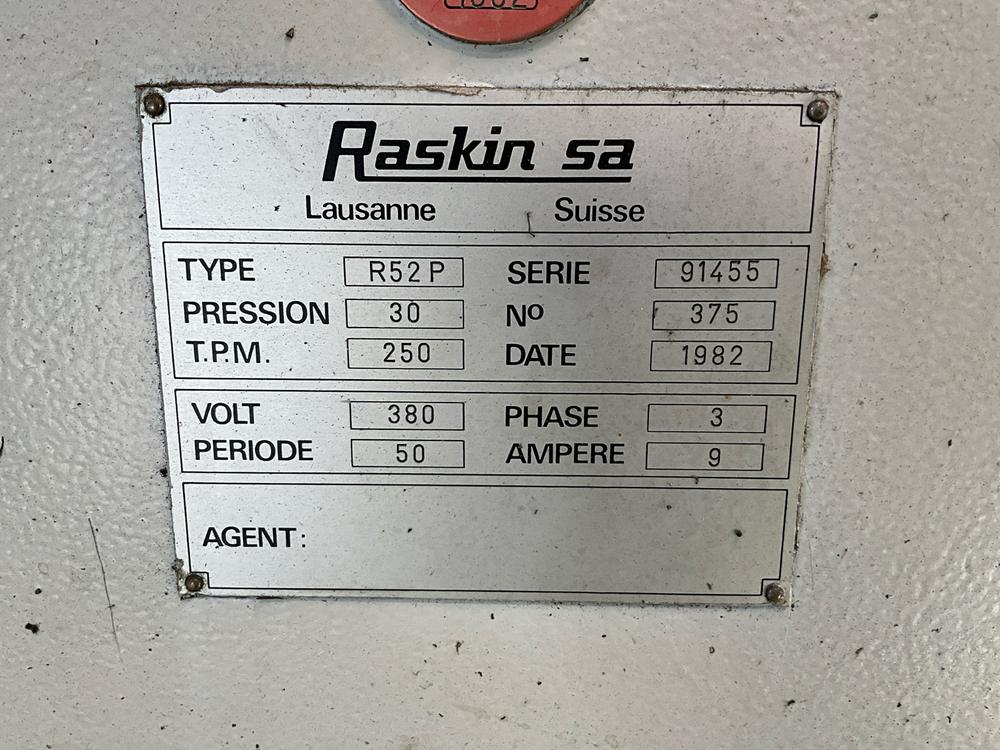 Raskin sa
Lausanne Suisse
TYPE R52P SERIE 91455
PRESSION 30 Nº 375
T.P.M. 250 DATE 1982
VOLT 380 PHASE 3
PERIODE 50 AMPERE 9
AGENT: